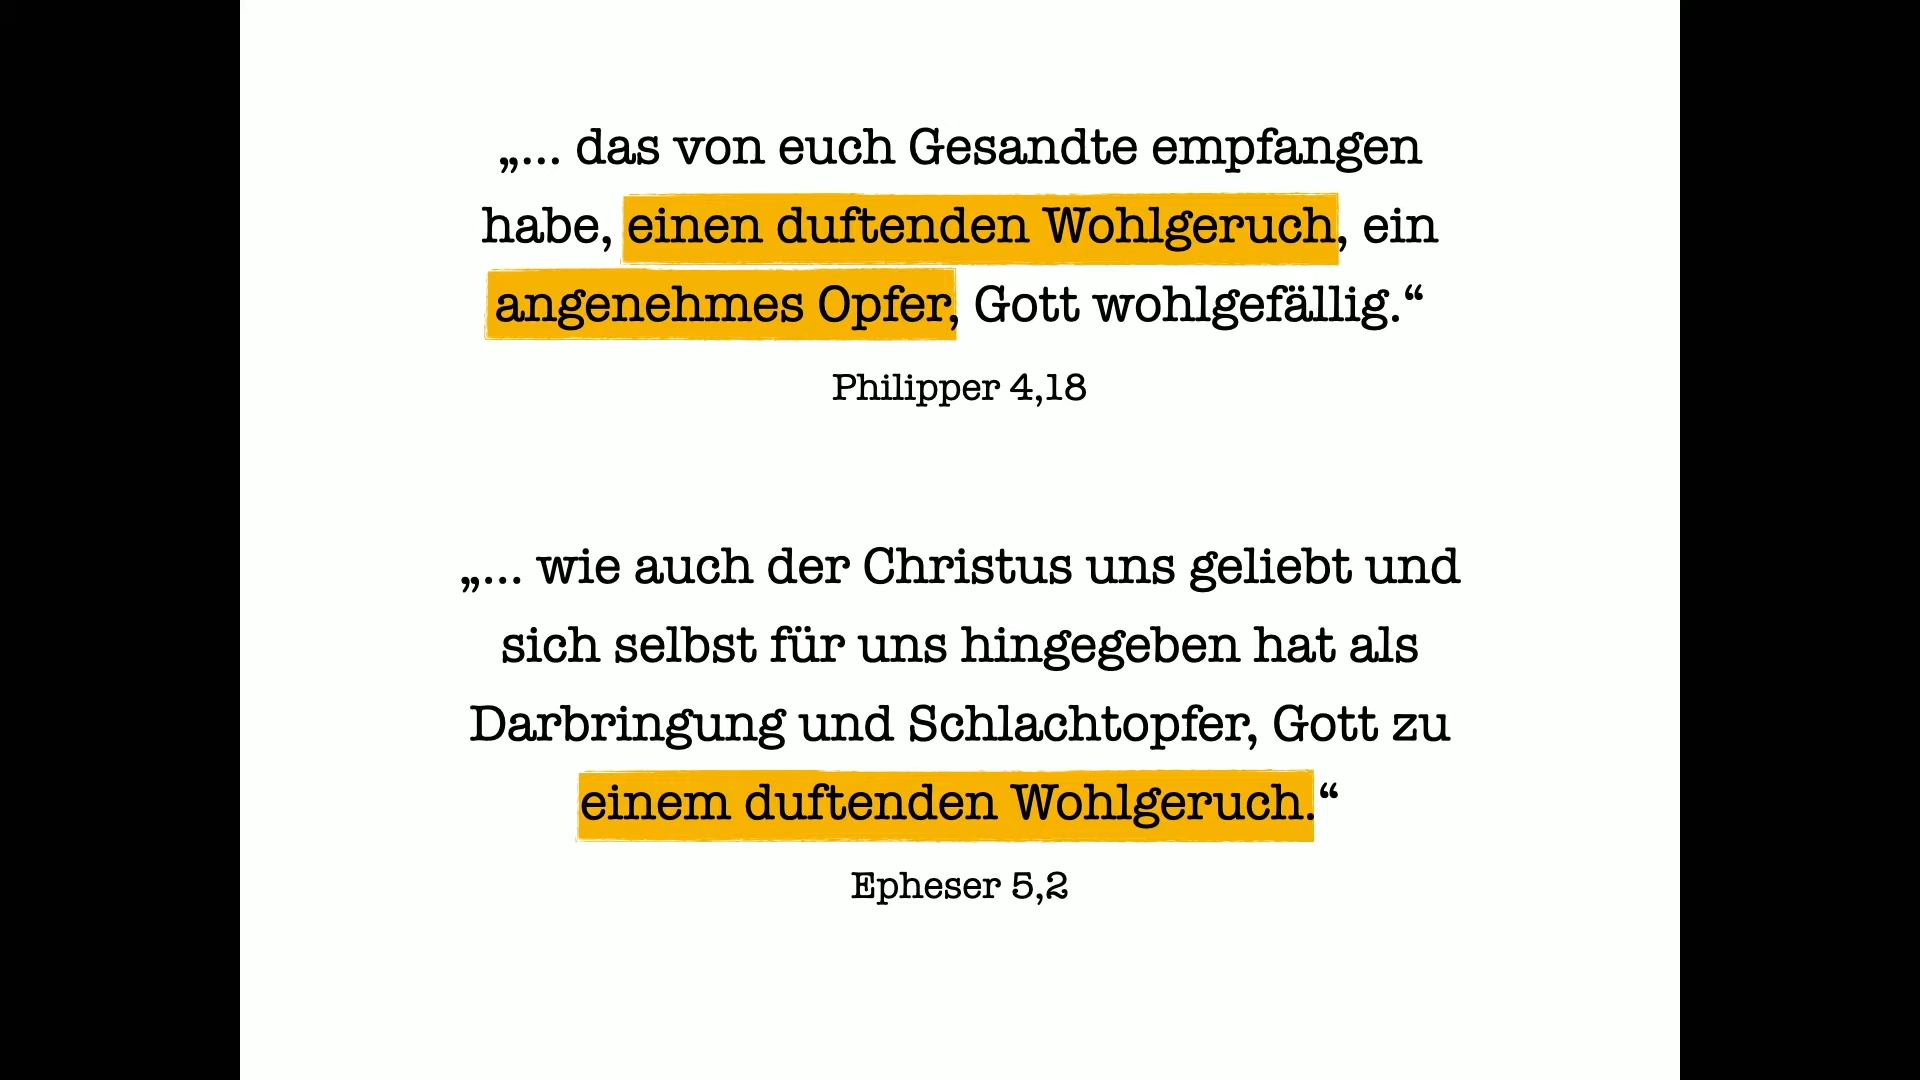 „... das von euch Gesandte empfangen
habe, einen duftenden Wohlgeruch, ein
angenehmes Opfer, Gott wohlgefällig.“
Philipper 4,18
„... wie auch der Christus uns geliebt und
sich selbst für uns hingegeben hat als
Darbringung und Schlachtopfer, Gott zu
einem duftenden Wohlgeruch.“
Epheser 5,2